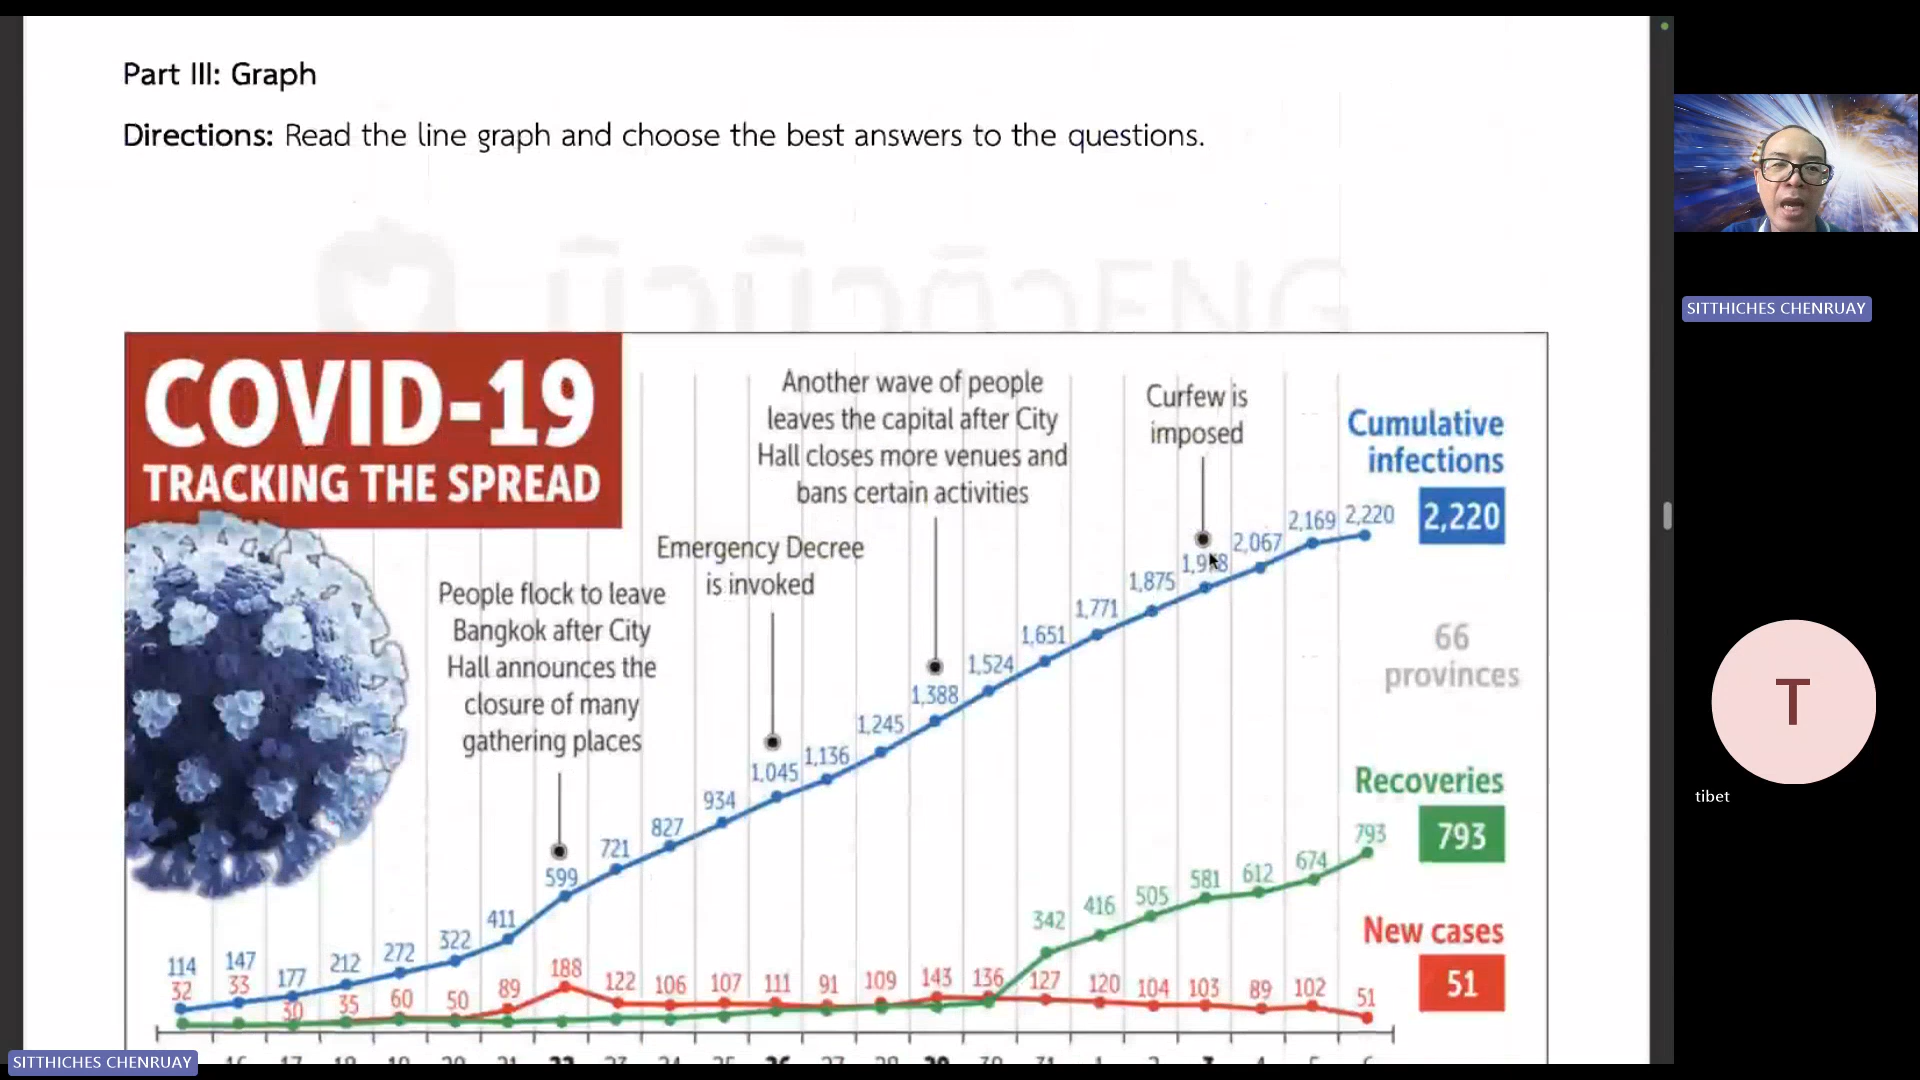 Part III: Graph
Directions: Read the line graph and choose the best answers to the questions.
COVID-19
TRACKING THE SPREAD
People flock to leave
Bangkok after City
Hall announces the
closure of many
gathering places
Emergency Decree
is invoked
Another wave of people
leaves the capital after City
Hall closes more venues and
bans certain activities
Curfew is
imposed
Cumulative
infections
2,220
66
provinces
Recoveries
793
New cases
51
114 147 177 212 272 322 411 599 721 827 934 1,045 1,136 1,245 1,388 1,524 1,651 1,771 1,875 2,067 2,169 2,220
342 416 505 581 612 674 793
32 33 30 35 60 50 89 188 122 106 107 111 91 109 143 136 127 120 104 103 89 102 51
SITTHICHES CHENRUAY
T
tibet
SITTHICHES CHENRUAY